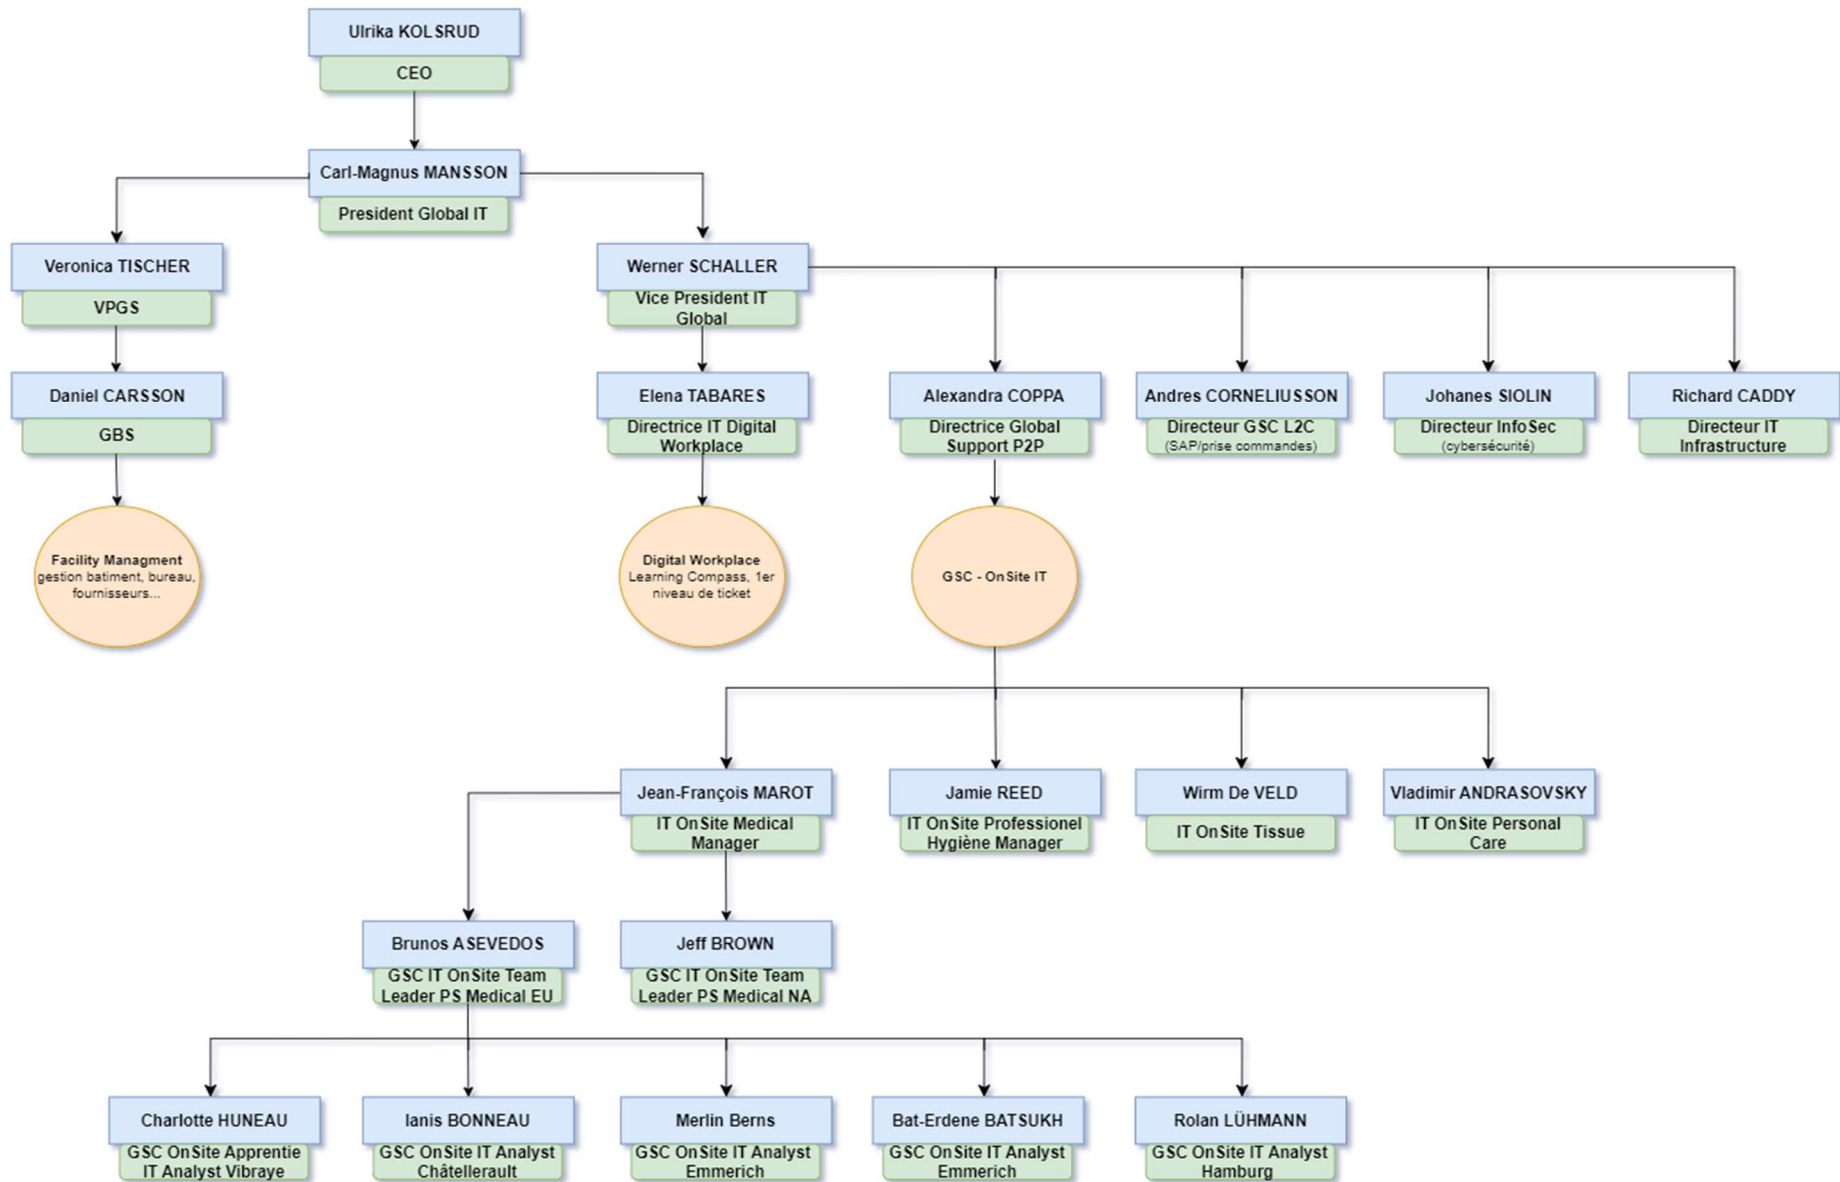 Ulrika KOLSRUD
CEO
Carl-Magnus MANSSON
President Global IT
Veronica TISCHER
VPGS
Werner SCHALLER
Vice President IT
Global
Daniel CARSSON
GBS
Elena TABARES
Directrice IT Digital
Workplace
Alexandra COPPA
Directrice Global
Support P2P
Andres CORNELIUSSON
Directeur GSC L2C
(SAP/prise commandes)
Johanes SIOLIN
Directeur InfoSec
(cybersécurité)
Richard CADDY
Directeur IT
Infrastructure
Facility Managment
gestion batiment, bureau,
fournisseurs...
Digital Workplace
Learning Compass, 1er
niveau de ticket
GSC - OnSite IT
Jean-François MAROT
IT OnSite Medical
Manager
Jamie REED
IT OnSite Professionel
Hygiène Manager
Wirm De VELD
IT OnSite Tissue
Vladimir ANDRASOVSKY
IT OnSite Personal
Care
Brunos ASEVEDOS
GSC IT OnSite Team
Leader PS Medical EU
Jeff BROWN
GSC IT OnSite Team
Leader PS Medical NA
Charlotte HUNEAU
GSC OnSite Apprentie
IT Analyst Vibraye
Ianis BONNEAU
GSC OnSite IT Analyst
Châtellerault
Merlin Berns
GSC OnSite IT Analyst
Emmerich
Bat-Erdene BATSUKH
GSC OnSite IT Analyst
Emmerich
Rolan LÜHMANN
GSC OnSite IT Analyst
Hamburg